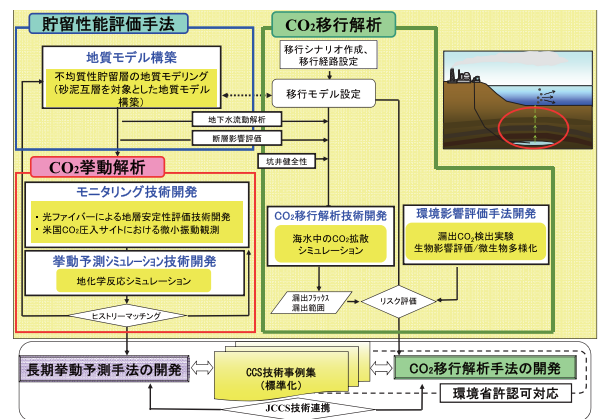 貯留性能評価手法
地質モデル構築
不均質性貯留層の地質モデリング
(砂泥互層を対象とした地質モデル
構築)
CO₂移行解析
移行シナリオ作成、
移行経路設定
移行モデル設定
地下水流動解析
断層影響評価
坑井健全性
CO₂挙動解析
モニタリング技術開発
・光ファイバーによる地層安定性評価技術開発
・米国CO₂圧入サイトにおける微小振動観測
挙動予測シミュレーション技術開発
地化学反応シミュレーション
ヒストリーマッチング
CO₂移行解析技術開発
海水中のCO₂拡散
シミュレーション
環境影響評価手法開発
漏出CO₂検出実験
生物影響評価/微生物多様化
漏出フラックス
漏出範囲
リスク評価
長期挙動予測手法の開発
CCS技術事例集
(標準化)
CO₂移行解析手法の開発
環境省許認可対応
JCCS技術連携